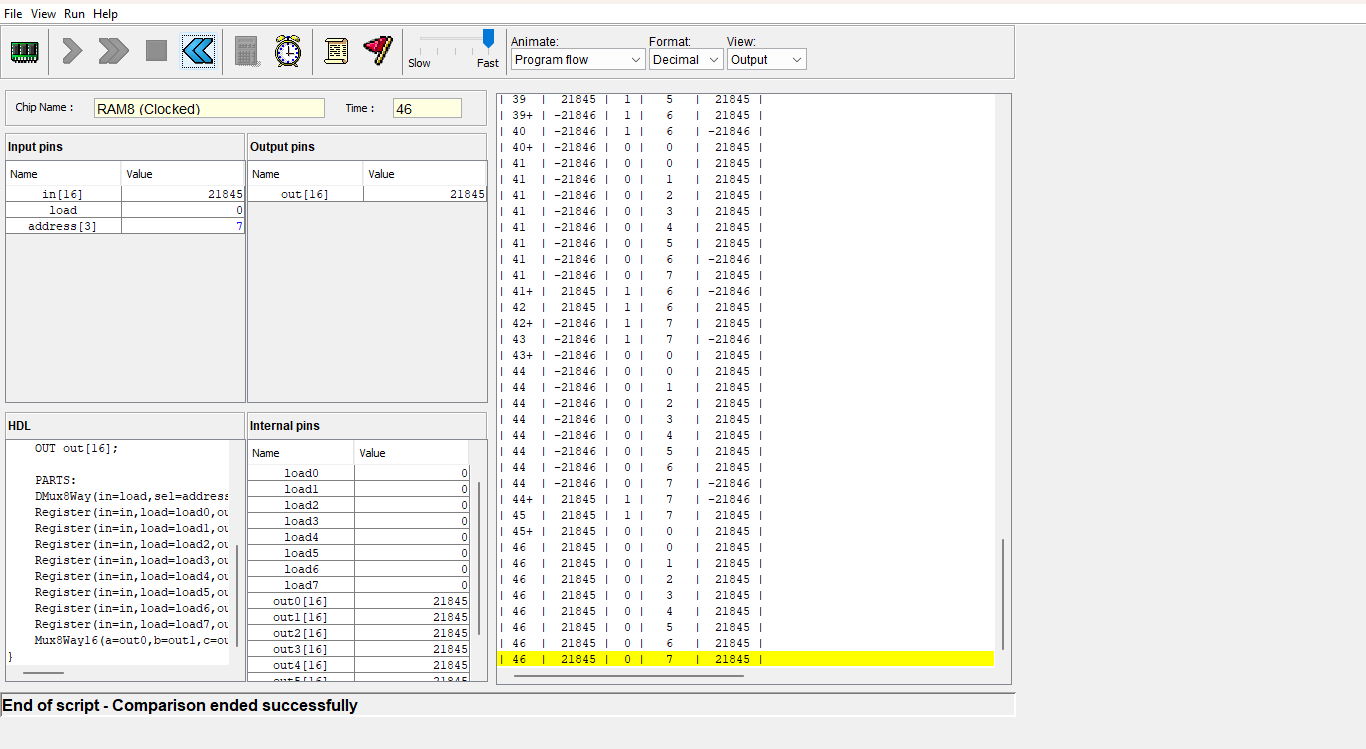 File View Run Help
Animate: Format: View:
Slow Fast Program flow Decimal Output
Chip Name : RAM8 (Clocked) Time : 46
Input pins
Name Value
in[16] 21845
load 0
address[3] 7
Output pins
Name Value
out[16] 21845
HDL
OUT out[16];
PARTS:
DMux8Way(in=load,sel=address
Register(in=in,load=load0,ou
Register(in=in,load=load1,ou
Register(in=in,load=load2,ou
Register(in=in,load=load3,ou
Register(in=in,load=load4,ou
Register(in=in,load=load5,ou
Register(in=in,load=load6,ou
Register(in=in,load=load7,ou
Mux8Way16(a=out0,b=out1,c=ou
}
Internal pins
Name Value
load0 0
load1 0
load2 0
load3 0
load4 0
load5 0
load6 0
load7 0
out0[16] 21845
out1[16] 21845
out2[16] 21845
out3[16] 21845
out4[16] 21845
out5[16] 21845
| 39 | 21845 | 1 | 5 | 21845 |
| 39+ | -21846 | 1 | 6 | 21845 |
| 40 | -21846 | 1 | 6 | -21846 |
| 40+ | -21846 | 0 | 0 | 21845 |
| 41 | -21846 | 0 | 0 | 21845 |
| 41 | -21846 | 0 | 1 | 21845 |
| 41 | -21846 | 0 | 2 | 21845 |
| 41 | -21846 | 0 | 3 | 21845 |
| 41 | -21846 | 0 | 4 | 21845 |
| 41 | -21846 | 0 | 5 | 21845 |
| 41 | -21846 | 0 | 6 | -21846 |
| 41 | -21846 | 0 | 7 | 21845 |
| 41+ | 21845 | 1 | 6 | -21846 |
| 42 | 21845 | 1 | 6 | 21845 |
| 42+ | -21846 | 1 | 7 | 21845 |
| 43 | -21846 | 1 | 7 | -21846 |
| 43+ | -21846 | 0 | 0 | 21845 |
| 44 | -21846 | 0 | 0 | 21845 |
| 44 | -21846 | 0 | 1 | 21845 |
| 44 | -21846 | 0 | 2 | 21845 |
| 44 | -21846 | 0 | 3 | 21845 |
| 44 | -21846 | 0 | 4 | 21845 |
| 44 | -21846 | 0 | 5 | 21845 |
| 44 | -21846 | 0 | 6 | 21845 |
| 44 | -21846 | 0 | 7 | -21846 |
| 44+ | 21845 | 1 | 7 | -21846 |
| 45 | 21845 | 1 | 7 | 21845 |
| 45+ | 21845 | 0 | 0 | 21845 |
| 46 | 21845 | 0 | 0 | 21845 |
| 46 | 21845 | 0 | 1 | 21845 |
| 46 | 21845 | 0 | 2 | 21845 |
| 46 | 21845 | 0 | 3 | 21845 |
| 46 | 21845 | 0 | 4 | 21845 |
| 46 | 21845 | 0 | 5 | 21845 |
| 46 | 21845 | 0 | 6 | 21845 |
| 46 | 21845 | 0 | 7 | 21845 |
End of script - Comparison ended successfully